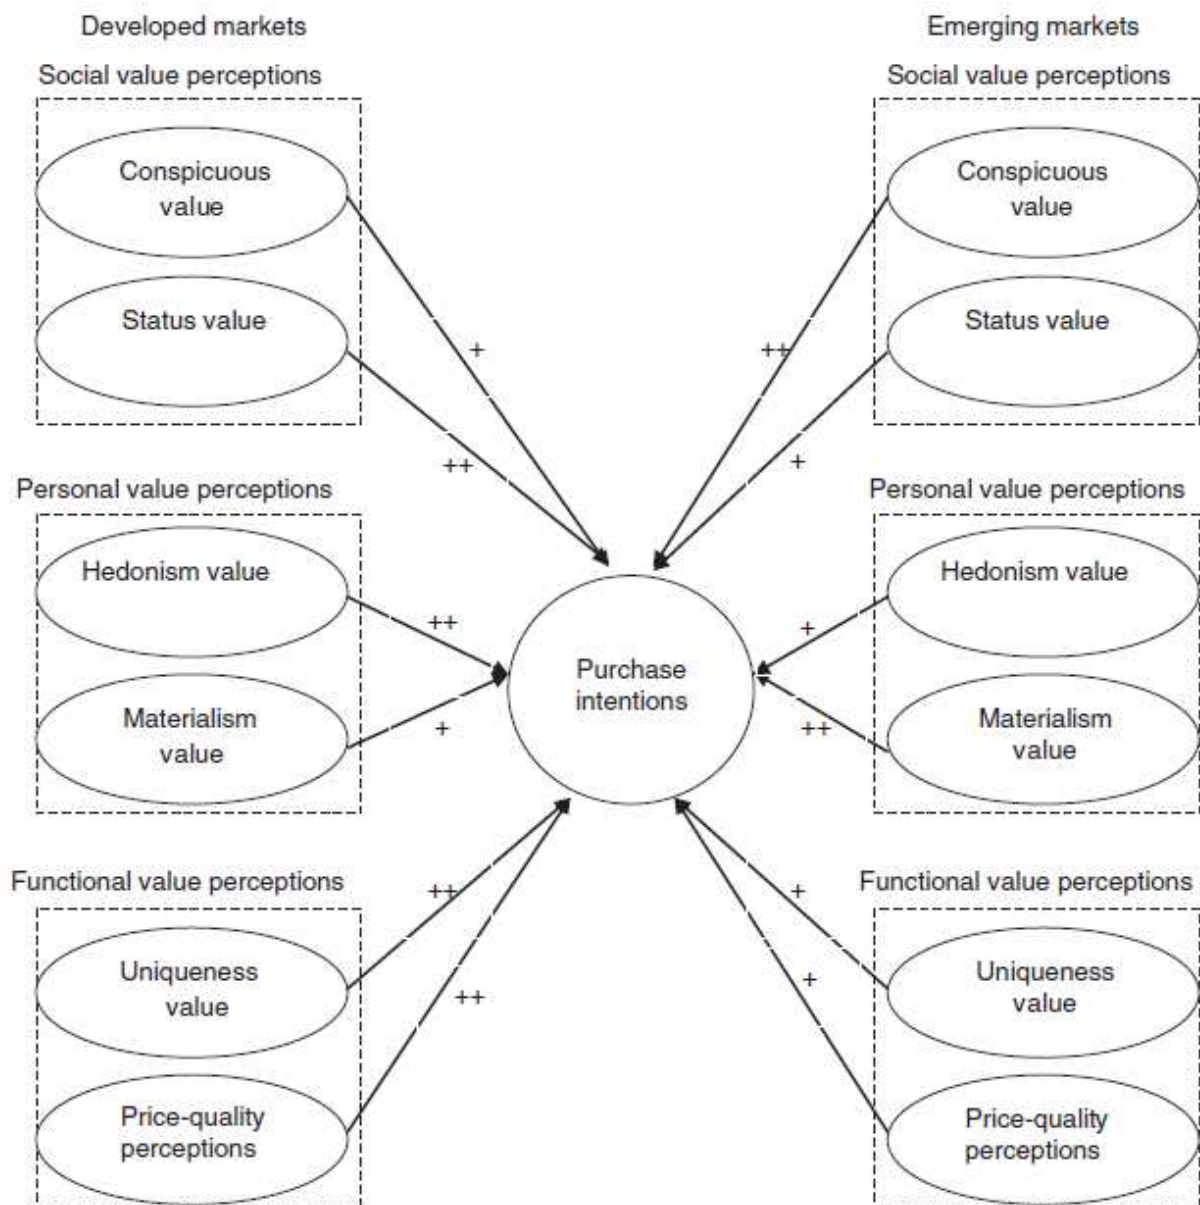 Developed markets
Social value perceptions
Conspicuous
value
Status value
+
++
Personal value perceptions
Hedonism value
++
Materialism
value
+
Functional value perceptions
Uniqueness
value
++
Price-quality
perceptions
++
Purchase
intentions
Emerging markets
Social value perceptions
Conspicuous
value
++
Status value
+
Personal value perceptions
Hedonism value
+
Materialism
value
++
Functional value perceptions
Uniqueness
value
+
Price-quality
perceptions
+